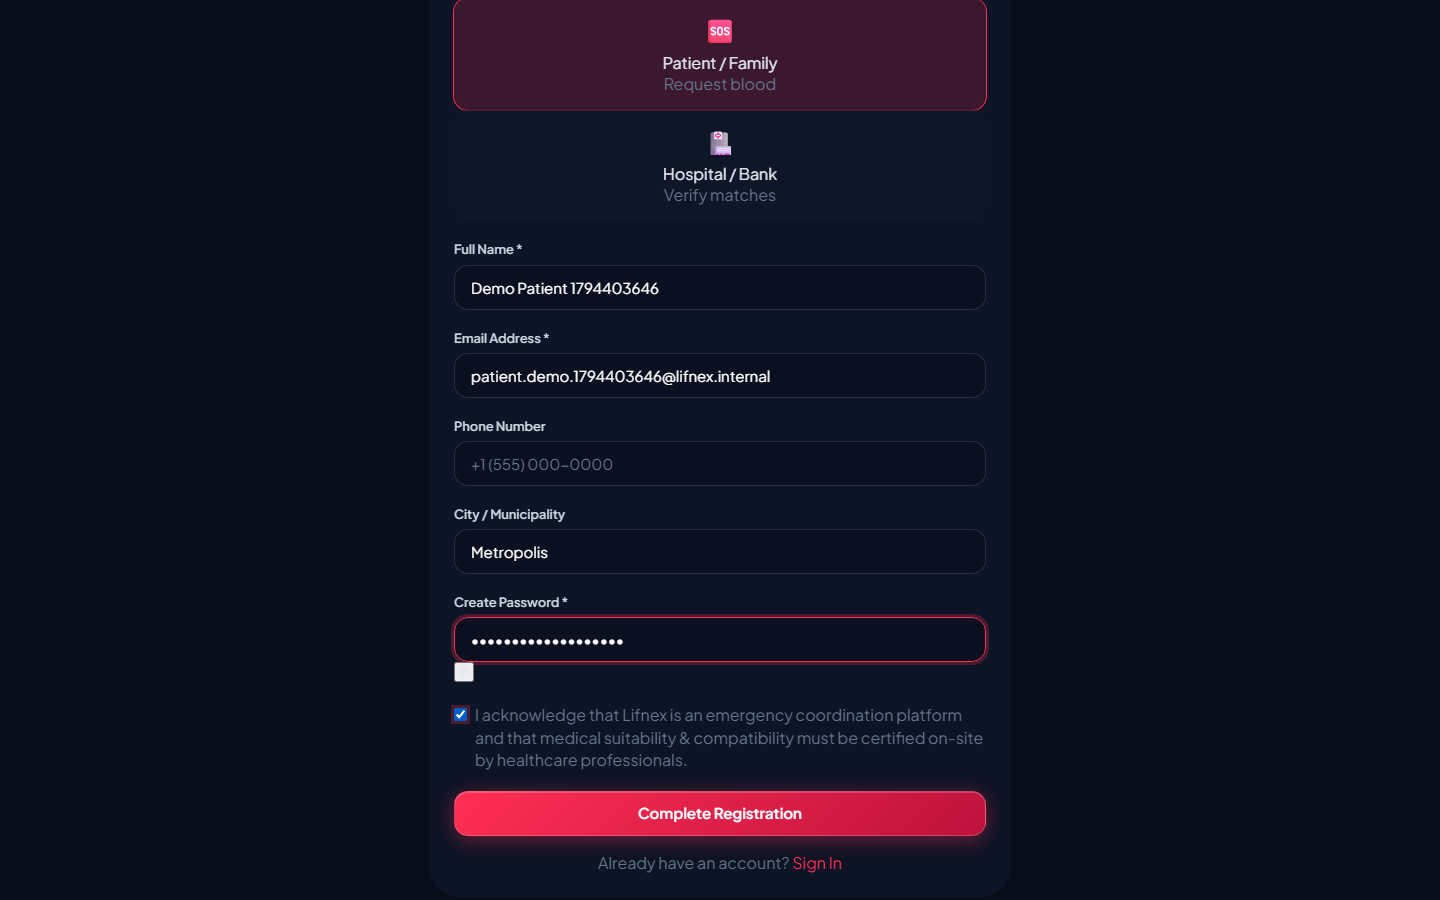 SOS
Patient / Family
Request blood
Hospital / Bank
Verify matches
Full Name *
Demo Patient 1794403646
Email Address *
patient.demo.1794403646@lifnex.internal
Phone Number
+1 (555) 000-0000
City / Municipality
Metropolis
Create Password *
•••••••••••••••••••
I acknowledge that Lifnex is an emergency coordination platform
and that medical suitability & compatibility must be certified on-site
by healthcare professionals.
Complete Registration
Already have an account? Sign In